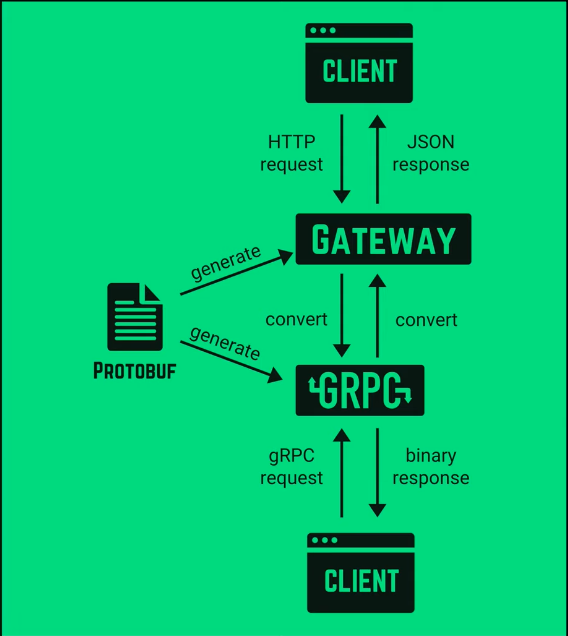 CLIENT
HTTP
request
JSON
response
GATEWAY
generate
convert
convert
generate
PROTOBUF
GRPC
gRPC
request
binary
response
CLIENT